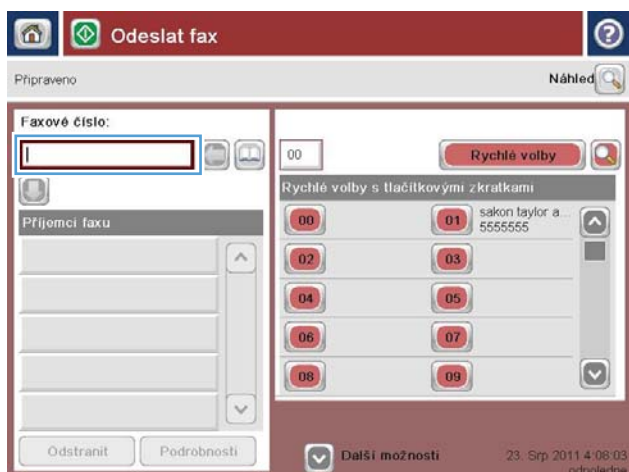 Odeslat fax
Připraveno
Náhled
Faxové číslo:
00
Rychlé volby
Rychlé volby s tlačítkovými zkratkami
Příjemci faxu
00
01 sakon taylor a...
5555555
02
03
04
05
06
07
08
09
Odstranit
Podrobnosti
Další možnosti
23. Srp 2011 4:08:03
odpoledne